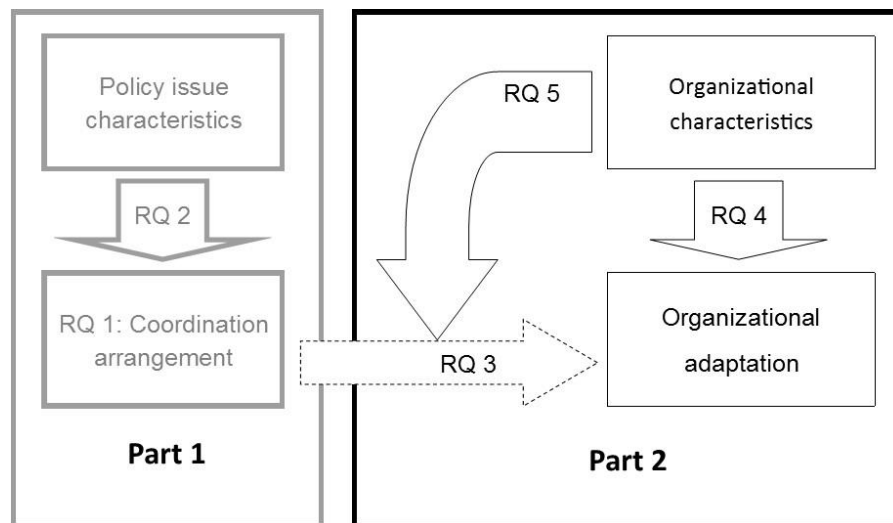 Policy issue
characteristics
RQ 2
RQ 1: Coordination
arrangement
Part 1
RQ 5
Organizational
characteristics
RQ 4
RQ 3
Organizational
adaptation
Part 2